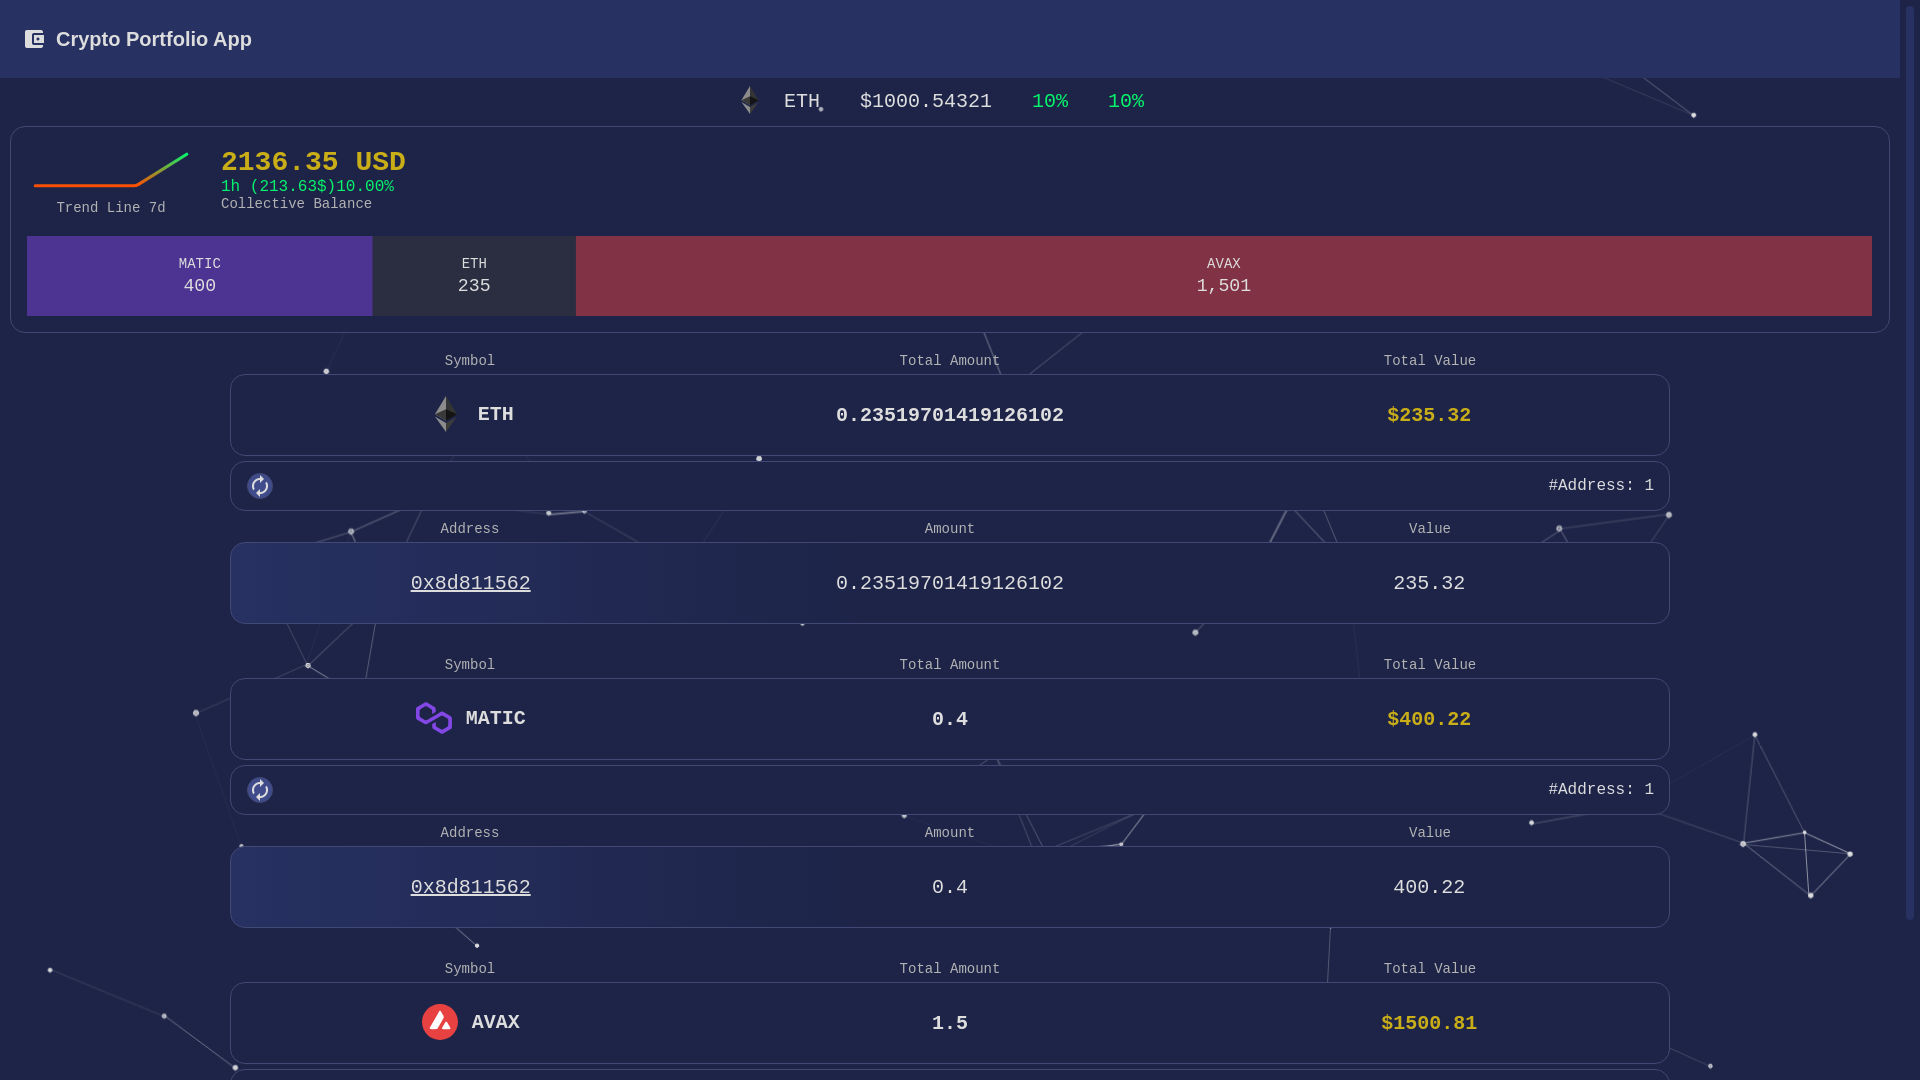 Crypto Portfolio App
ETH $1000.54321 10% 10%
2136.35 USD
1h (213.63$)10.00%
Collective Balance
Trend Line 7d
MATIC
400
ETH
235
AVAX
1,501
Symbol Total Amount Total Value
ETH 0.23519701419126102 $235.32
#Address: 1
Address Amount Value
0x8d811562 0.23519701419126102 235.32
Symbol Total Amount Total Value
MATIC 0.4 $400.22
#Address: 1
Address Amount Value
0x8d811562 0.4 400.22
Symbol Total Amount Total Value
AVAX 1.5 $1500.81